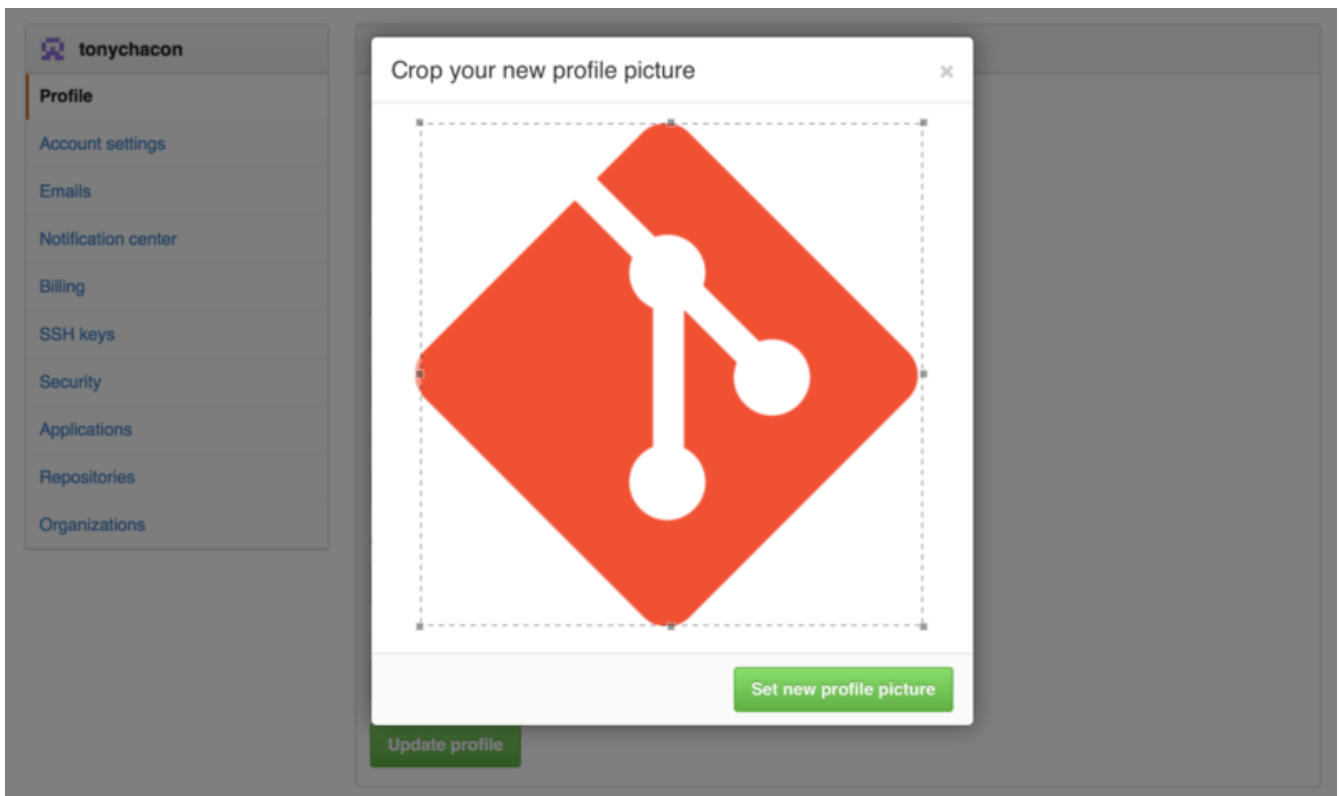 tonychacon
Profile
Account settings
Emails
Notification center
Billing
SSH keys
Security
Applications
Repositories
Organizations
Crop your new profile picture
×
Set new profile picture
Update profile